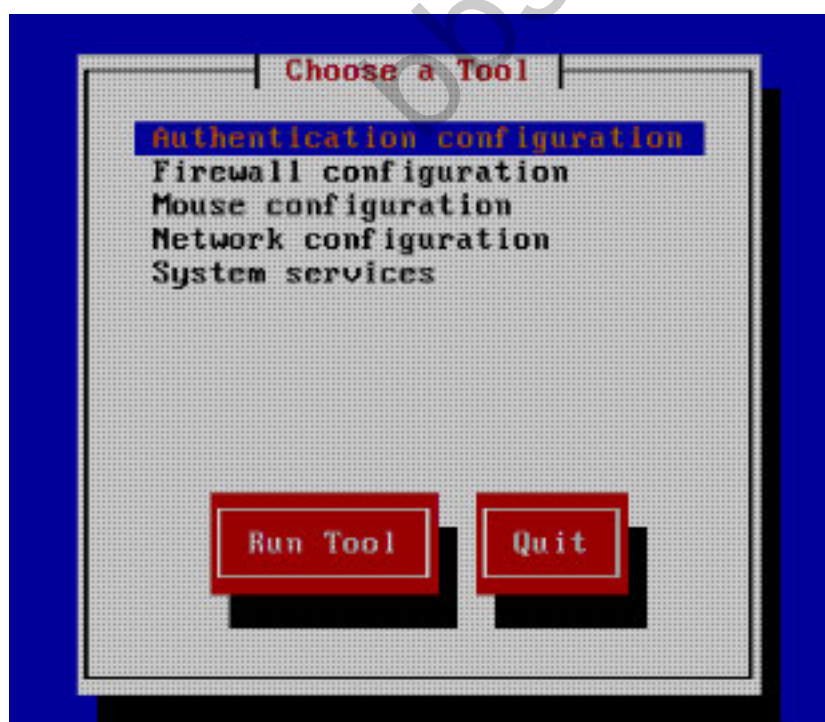 Choose a Tool
Authentication configuration
Firewall configuration
Mouse configuration
Network configuration
System services
Run Tool
Quit